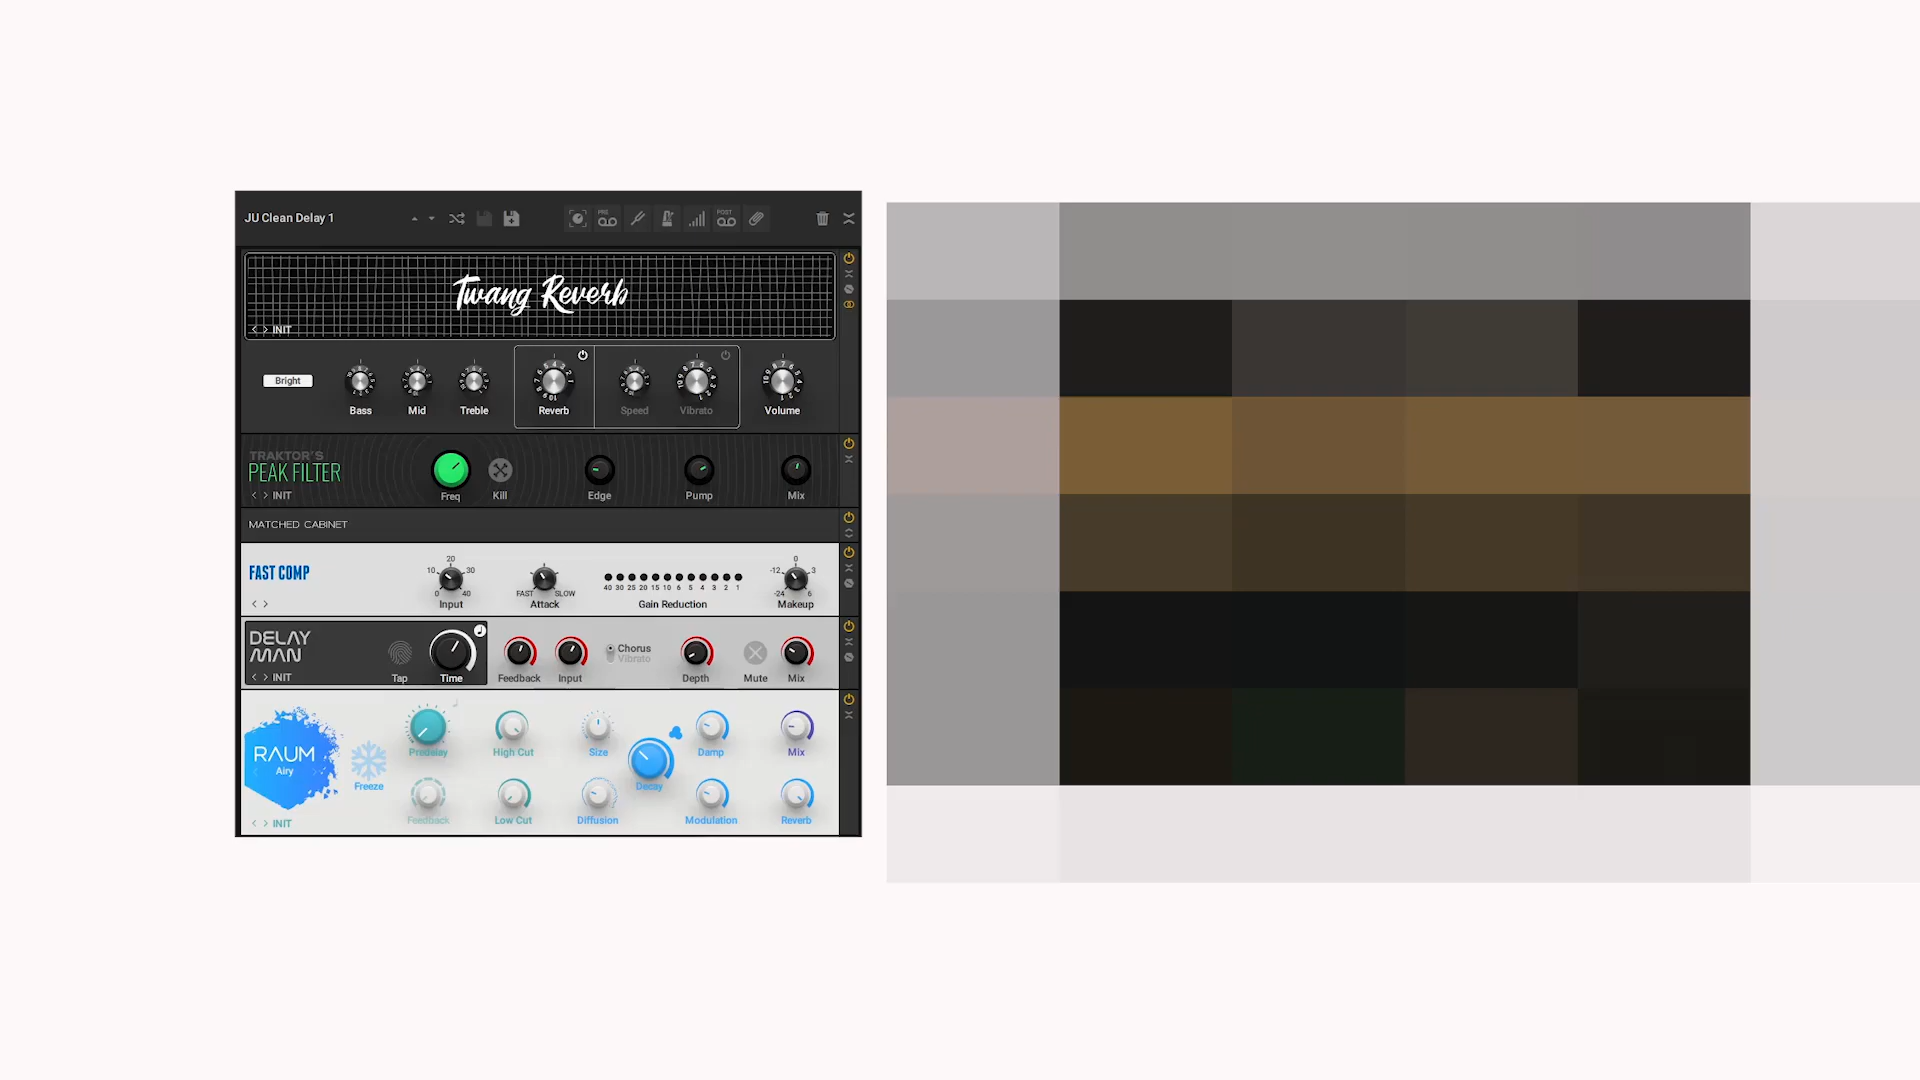 JU Clean Delay 1
PRE
POST
Twang Reverb
< > INIT
Bright
Bass
Mid
Treble
Reverb
Speed
Vibrato
Volume
TRAKTOR'S
PEAK FILTER
< > INIT
Freq
Kill
Edge
Pump
Mix
MATCHED CABINET
FAST COMP
< >
20
10 30
0 40
Input
FAST SLOW
Attack
40 30 25 20 15 10 6 5 4 3 2 1
Gain Reduction
0
-12 3
-24 6
Makeup
DELAY
MAN
< > INIT
Tap
Time
Feedback
Input
Chorus
Vibrato
Depth
Mute
Mix
RAUM
Airy
< > INIT
Freeze
Predelay
High Cut
Size
Decay
Damp
Mix
Feedback
Low Cut
Diffusion
Modulation
Reverb